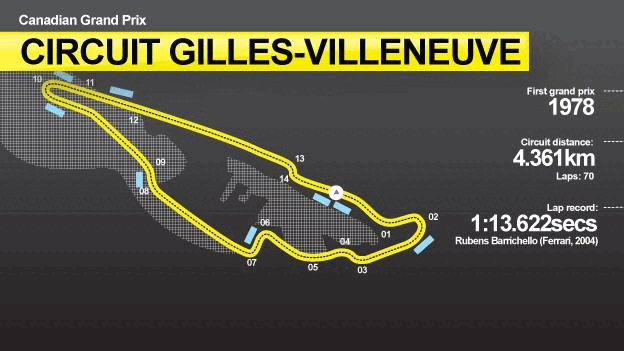 Canadian Grand Prix
CIRCUIT GILLES-VILLENEUVE
10
11
12
First grand prix
1978
Circuit distance:
4.361km
Laps: 70
13
09
14
08
Lap record:
1:13.622secs
Rubens Barrichello (Ferrari, 2004)
02
06
01
04
07
05
03